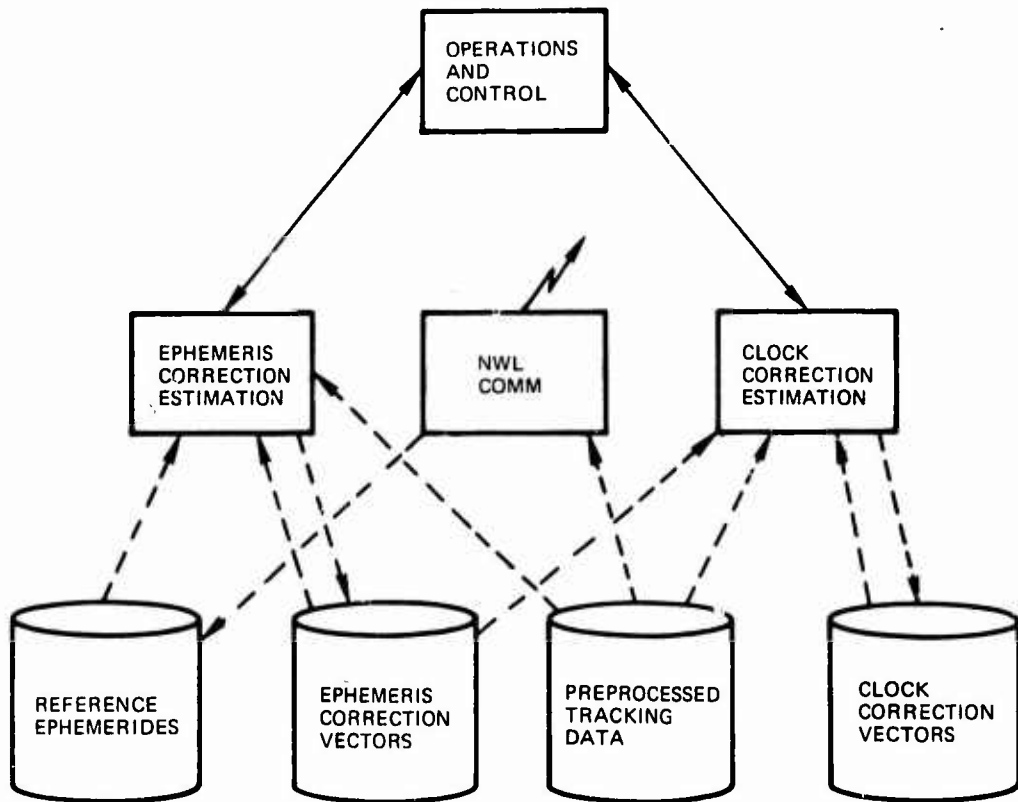 OPERATIONS
AND
CONTROL
EPHEMERIS
CORRECTION
ESTIMATION
NWL
COMM
CLOCK
CORRECTION
ESTIMATION
REFERENCE
EPHEMERIDES
EPHEMERIS
CORRECTION
VECTORS
PREPROCESSED
TRACKING
DATA
CLOCK
CORRECTION
VECTORS